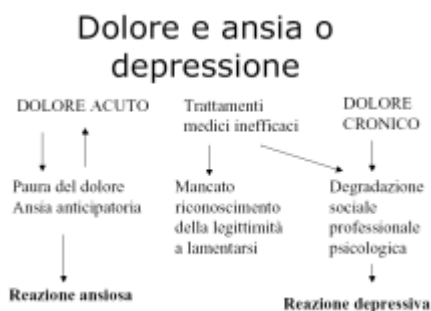 Dolore e ansia o
depressione
DOLORE ACUTO
Trattamenti
medici inefficaci
DOLORE
CRONICO
Paura del dolore
Ansia anticipatoria
Mancato
riconoscimento
della legittimità
a lamentarsi
Degradazione
sociale
professionale
psicologica
Reazione ansiosa
Reazione depressiva